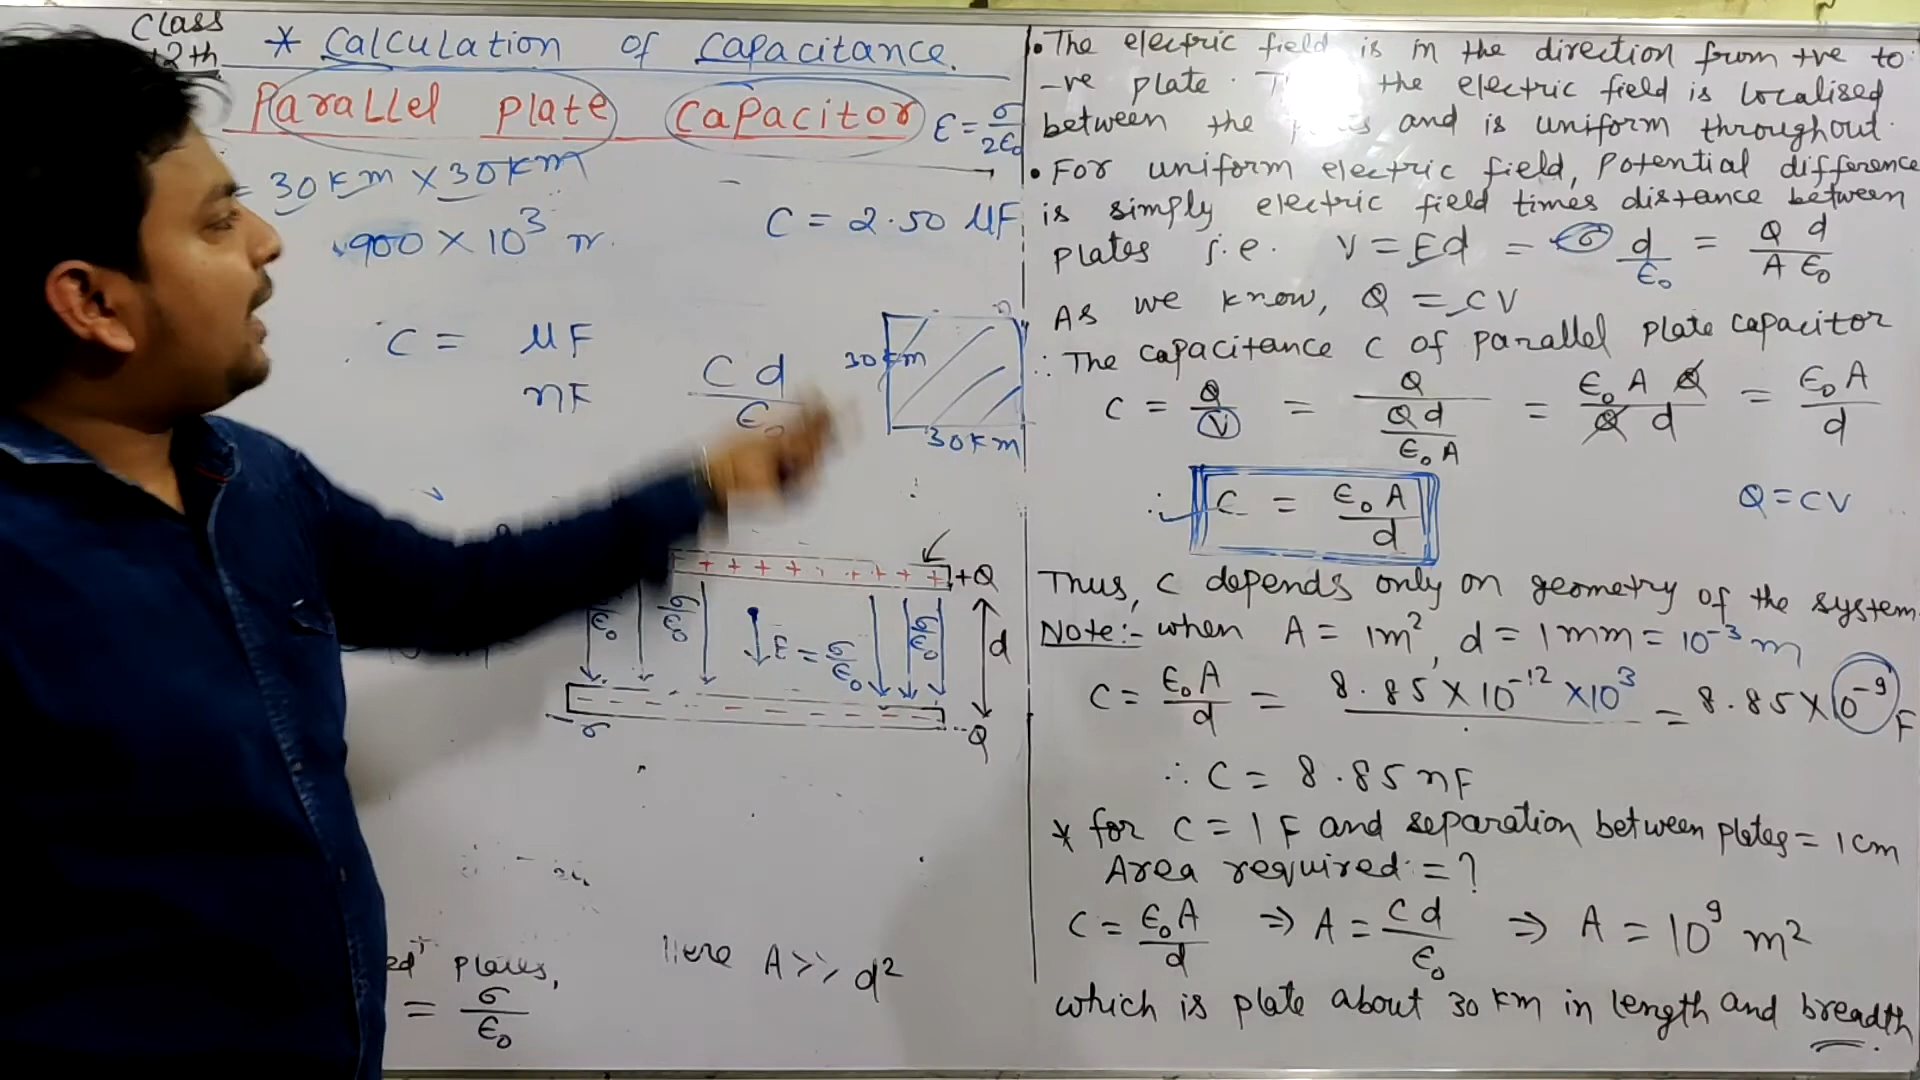 Class
12th
* Calculation of Capacitance.
Parallel Plate Capacitor
E = σ/2ε₀
= 30 Km × 30 Km
900 × 10³ m
C = 2.50 μF
C = μF
nF
C d/ε₀
30 Km
30 Km
+ + + + + + + +Q
σ/ε₀ σ/ε₀ E = σ/ε₀ σ/ε₀ d
-σ -Q
plates,
= σ/ε₀
Here A >> d²
• The electric field is in the direction from +ve to
-ve plate. the electric field is localised
between the and is uniform throughout.
• For uniform electric field, Potential difference
is simply electric field times distance between
plates i.e. V = Ed = σ d/ε₀ = Q d/A ε₀
As we know, Q = CV
∴ The capacitance C of parallel plate capacitor
C = Q/V = Q/(Q d/ε₀ A) = ε₀ A Q/Q d = ε₀ A/d
∴ C = ε₀ A/d
Q = CV
Thus, C depends only on geometry of the system
Note:- when A = 1m², d = 1mm = 10⁻³ m
C = ε₀ A/d = 8.85 × 10⁻¹² × 10³ = 8.85 × 10⁻⁹ F
∴ C = 8.85 nF
* for C = 1 F and separation between plates = 1 cm
Area required = ?
C = ε₀ A/d ⇒ A = C d/ε₀ ⇒ A = 10⁹ m²
which is plate about 30 Km in length and breadth.